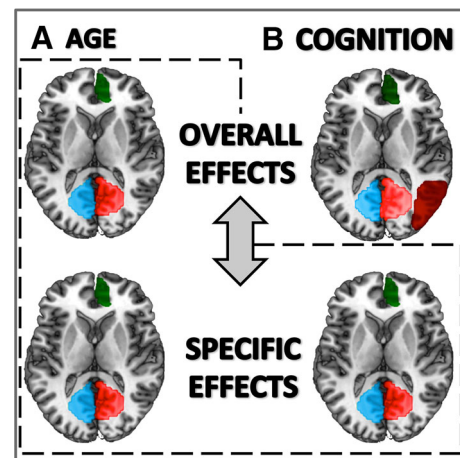 A AGE
B COGNITION
OVERALL
EFFECTS
SPECIFIC
EFFECTS